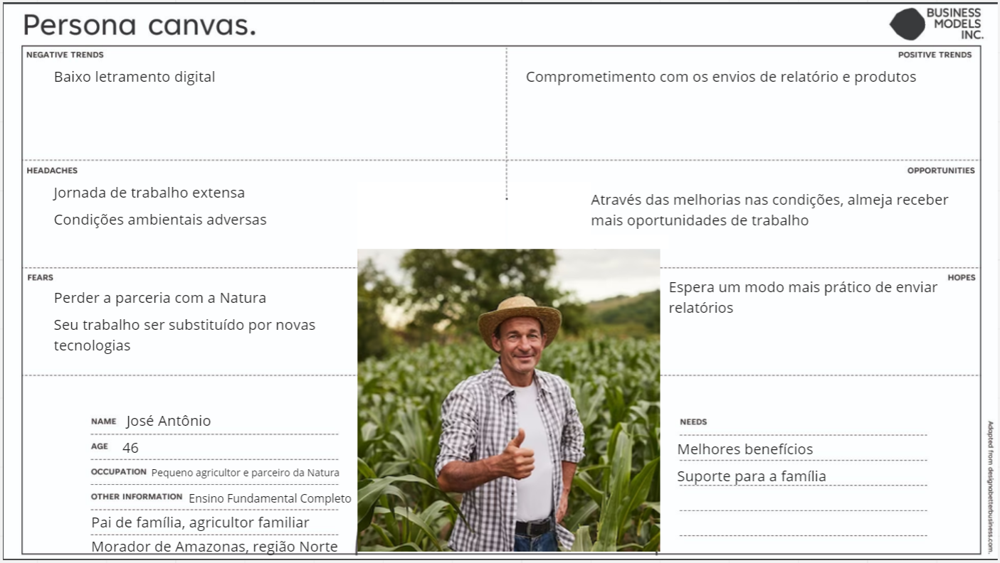 Persona canvas.
BUSINESS
MODELS
INC.
NEGATIVE TRENDS
Baixo letramento digital
POSITIVE TRENDS
Comprometimento com os envios de relatório e produtos
HEADACHES
Jornada de trabalho extensa
Condições ambientais adversas
OPPORTUNITIES
Através das melhorias nas condições, almeja receber
mais oportunidades de trabalho
FEARS
Perder a parceria com a Natura
Seu trabalho ser substituído por novas
tecnologias
HOPES
Espera um modo mais prático de enviar
relatórios
NAME José Antônio
AGE 46
OCCUPATION Pequeno agricultor e parceiro da Natura
OTHER INFORMATION Ensino Fundamental Completo
Pai de família, agricultor familiar
Morador de Amazonas, região Norte
NEEDS
Melhores benefícios
Suporte para a família
Adapted from designabetterbusiness.com.